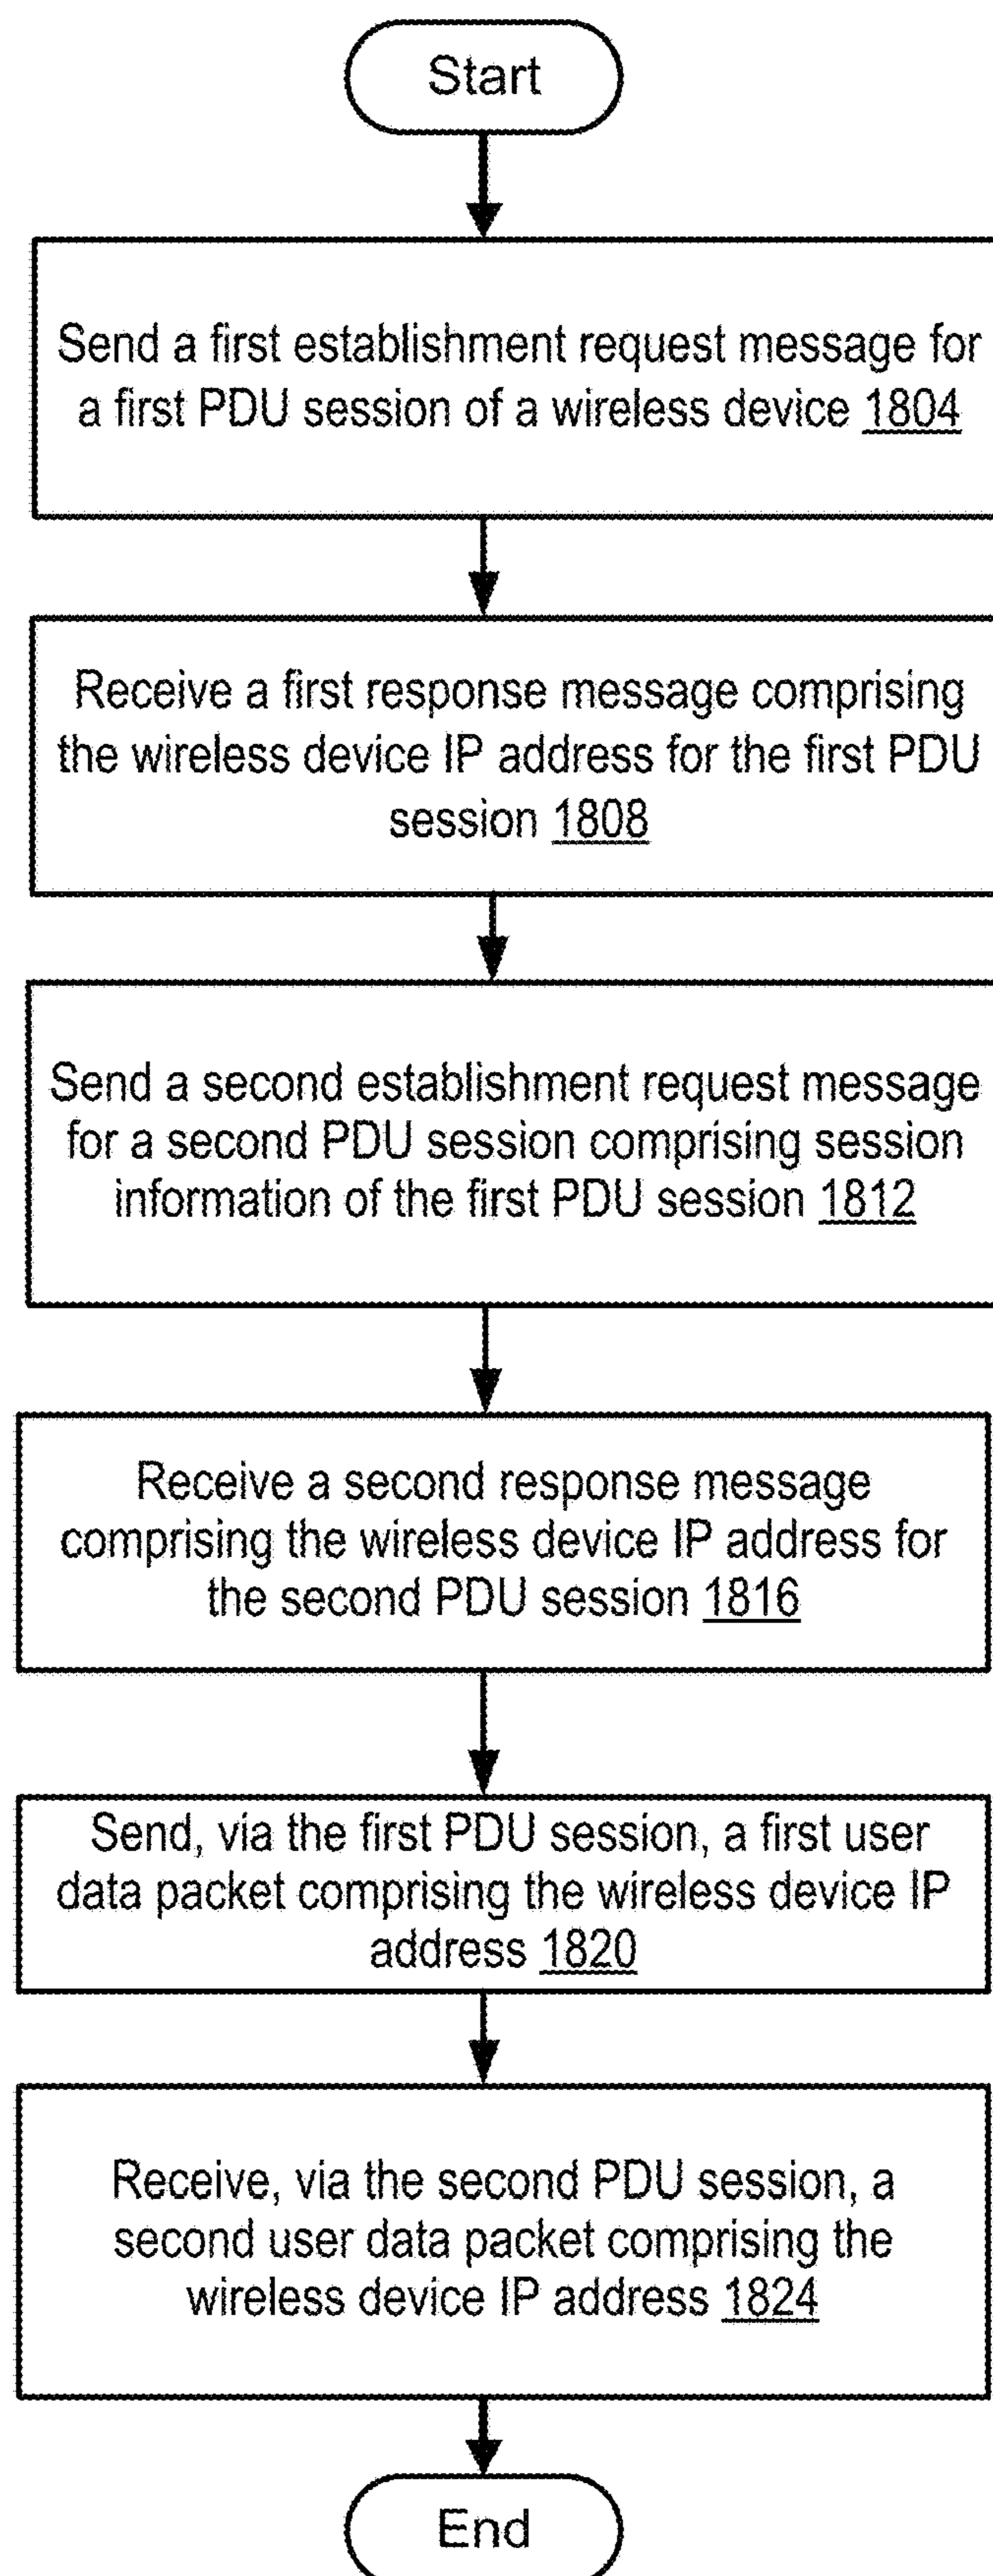 Start
Send a first establishment request message for
a first PDU session of a wireless device 1804
Receive a first response message comprising
the wireless device IP address for the first PDU
session 1808
Send a second establishment request message
for a second PDU session comprising session
information of the first PDU session 1812
Receive a second response message
comprising the wireless device IP address for
the second PDU session 1816
Send, via the first PDU session, a first user
data packet comprising the wireless device IP
address 1820
Receive, via the second PDU session, a
second user data packet comprising the
wireless device IP address 1824
End